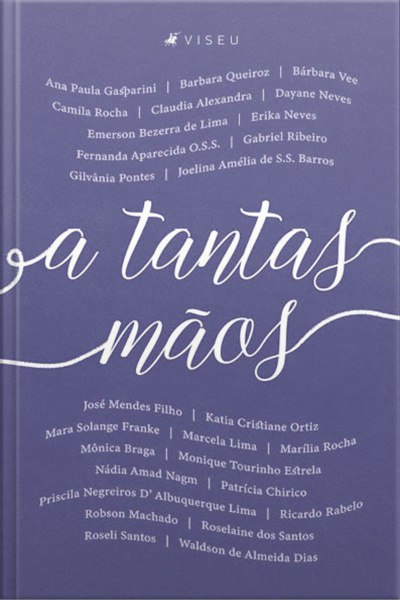 VISEU
Ana Paula Gasparini | Barbara Queiroz | Bárbara Vee
Camila Rocha | Claudia Alexandra | Dayane Neves
Emerson Bezerra de Lima | Erika Neves
Fernanda Aparecida O.S.S. | Gabriel Ribeiro
Gilvânia Pontes | Joelina Amélia de S.S. Barros
a tantas
mãos
José Mendes Filho | Katia Cristiane Ortiz
Mara Solange Franke | Marcela Lima | Marília Rocha
Mônica Braga | Monique Tourinho Estrela
Nádia Amad Nagm | Patrícia Chirico
Priscila Negreiros D' Albuquerque Lima | Ricardo Rabelo
Robson Machado | Roselaine dos Santos
Roseli Santos | Waldson de Almeida Dias